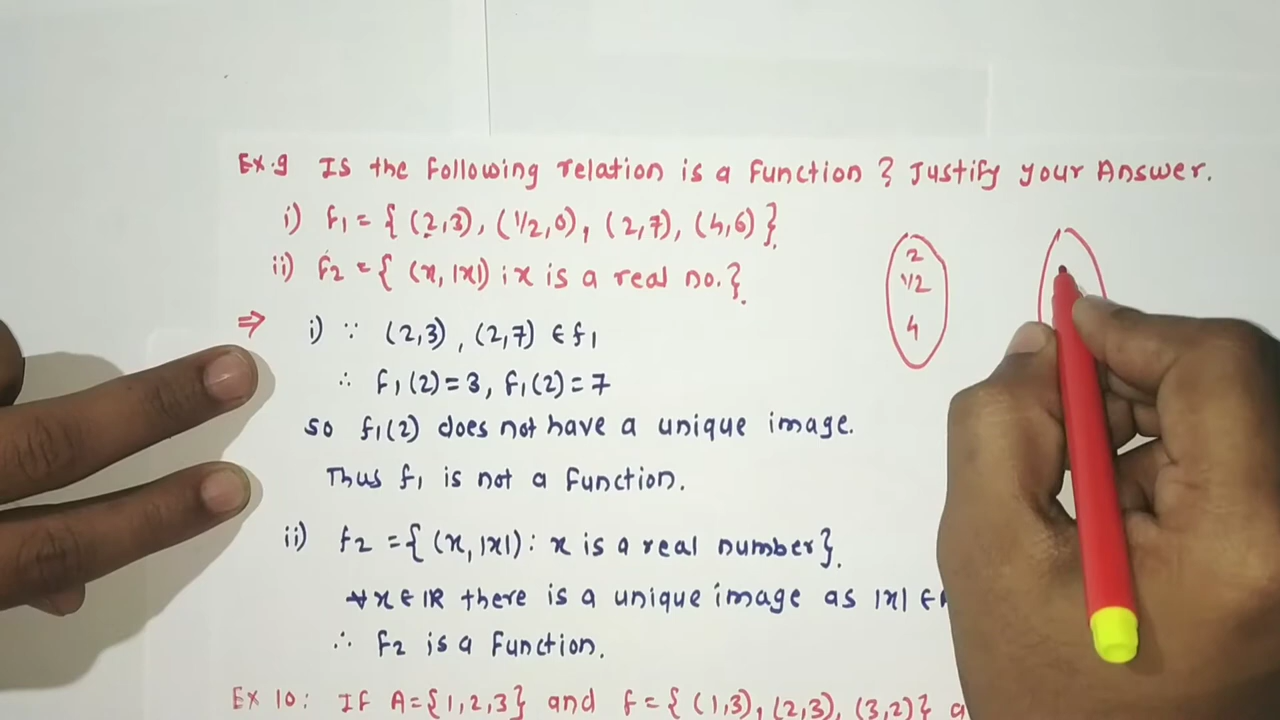 Ex.9 Is the following relation is a function ? Justify your Answer.
i) f₁ = { (2,3), (1/2,0), (2,7), (4,6)}.
ii) f₂ = { (x, |x|) ; x is a real no.}.
2
1/2
4
⇒ i) ∵ (2,3), (2,7) ∈ f₁
∴ f₁(2)=3, f₁(2)=7
so f₁(2) does not have a unique image.
Thus f₁ is not a function.
ii) f₂ = { (x, |x|) : x is a real number}.
∀ x ∈ ℝ there is a unique image as |x| ∈
∴ f₂ is a function.
Ex 10: If A={1,2,3} and f={ (1,3), (2,3), (3,2)}